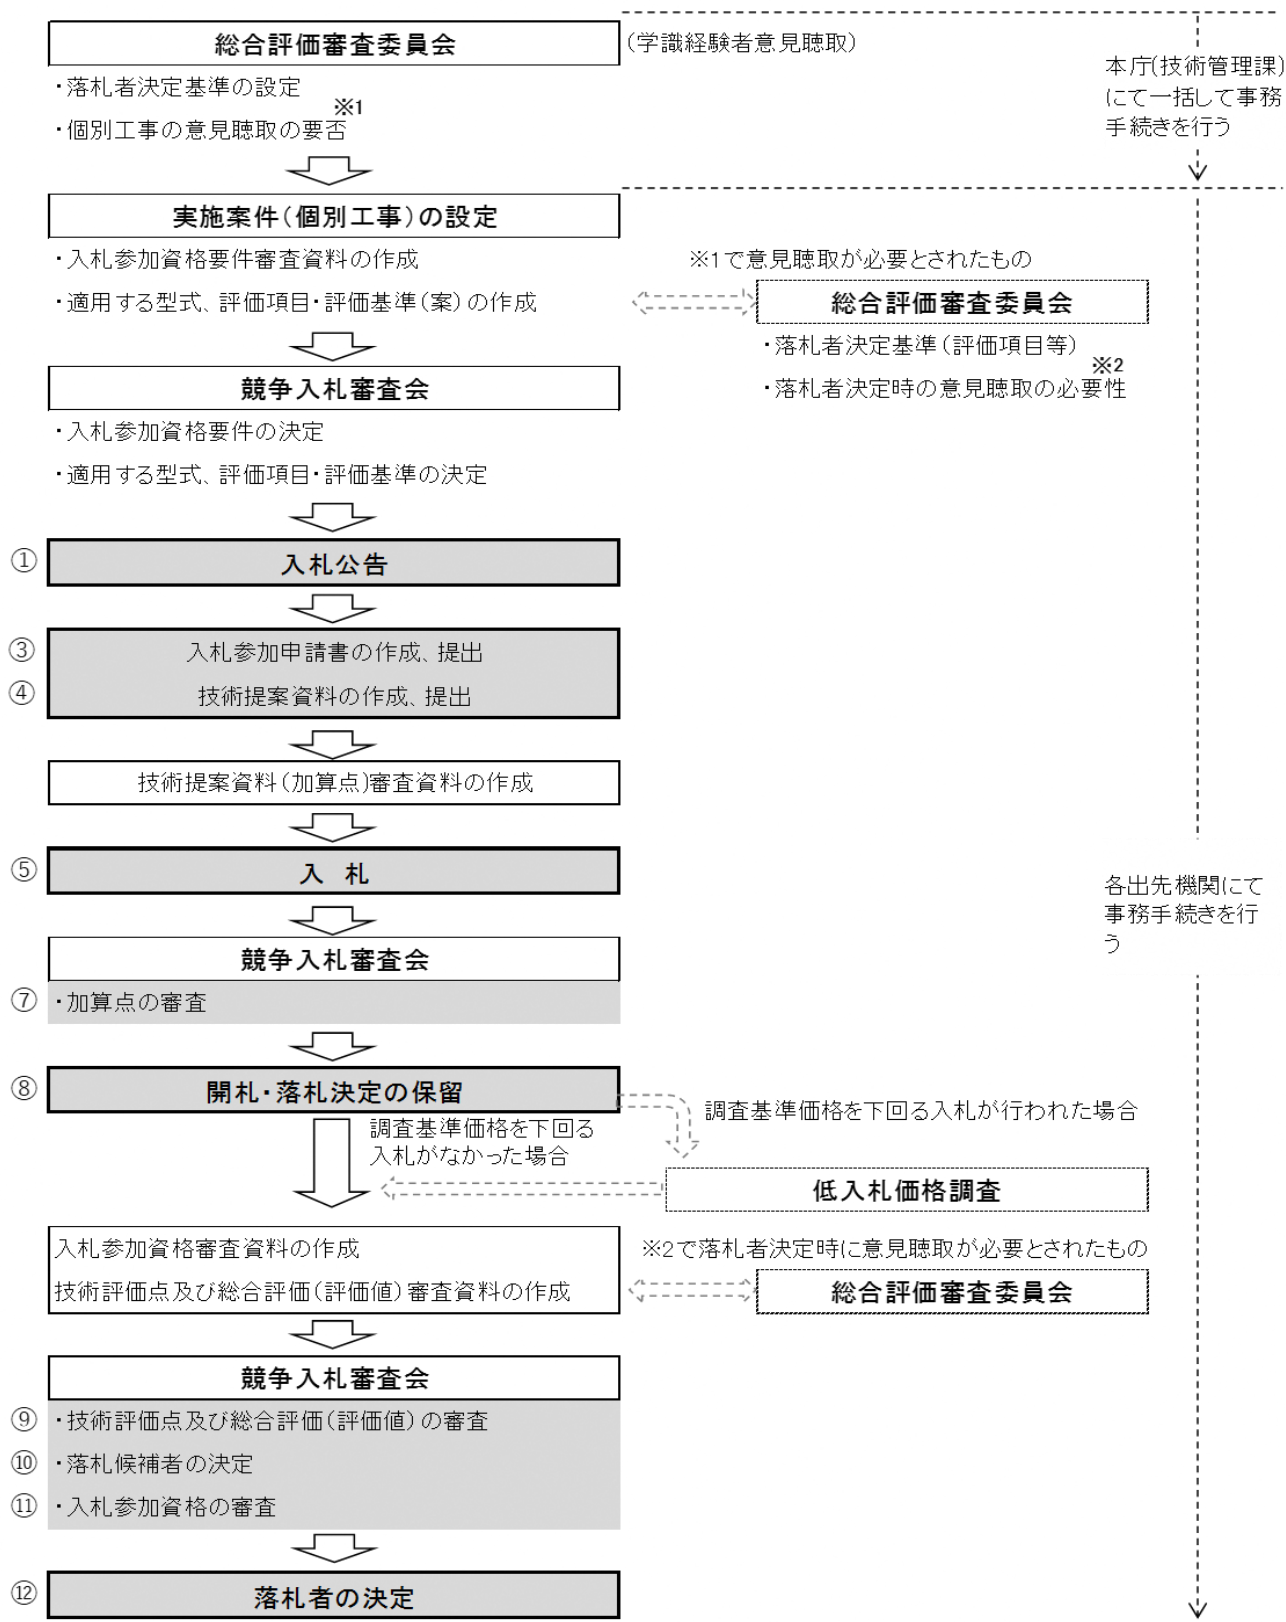 総合評価審査委員会
(学識経験者意見聴取)
・落札者決定基準の設定
※1
・個別工事の意見聴取の要否
本庁(技術管理課)
にて一括して事務
手続きを行う
実施案件(個別工事)の設定
・入札参加資格要件審査資料の作成
・適用する型式、評価項目・評価基準(案)の作成
※1で意見聴取が必要とされたもの
総合評価審査委員会
・落札者決定基準(評価項目等)
※2
・落札者決定時の意見聴取の必要性
競争入札審査会
・入札参加資格要件の決定
・適用する型式、評価項目・評価基準の決定
① 入札公告
③ 入札参加申請書の作成、提出
④ 技術提案資料の作成、提出
技術提案資料(加算点)審査資料の作成
⑤ 入 札
各出先機関にて
事務手続きを行
う
競争入札審査会
⑦ ・加算点の審査
⑧ 開札・落札決定の保留
調査基準価格を下回る入札が行われた場合
調査基準価格を下回る
入札がなかった場合
低入札価格調査
入札参加資格審査資料の作成
技術評価点及び総合評価(評価値)審査資料の作成
※2で落札者決定時に意見聴取が必要とされたもの
総合評価審査委員会
競争入札審査会
⑨ ・技術評価点及び総合評価(評価値)の審査
⑩ ・落札候補者の決定
⑪ ・入札参加資格の審査
⑫ 落札者の決定